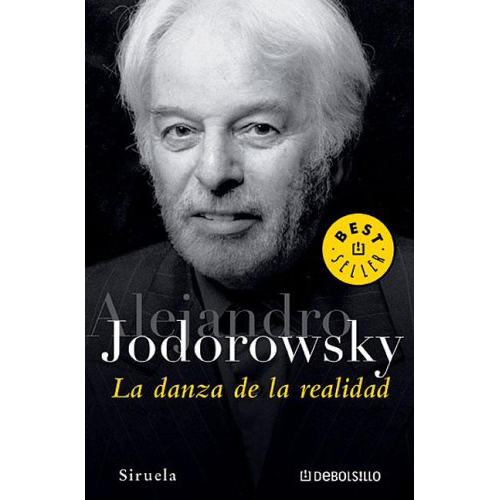 BEST
SELLER
Alejandro
Jodorowsky
La danza de la realidad
Siruela
DEBOLSILLO